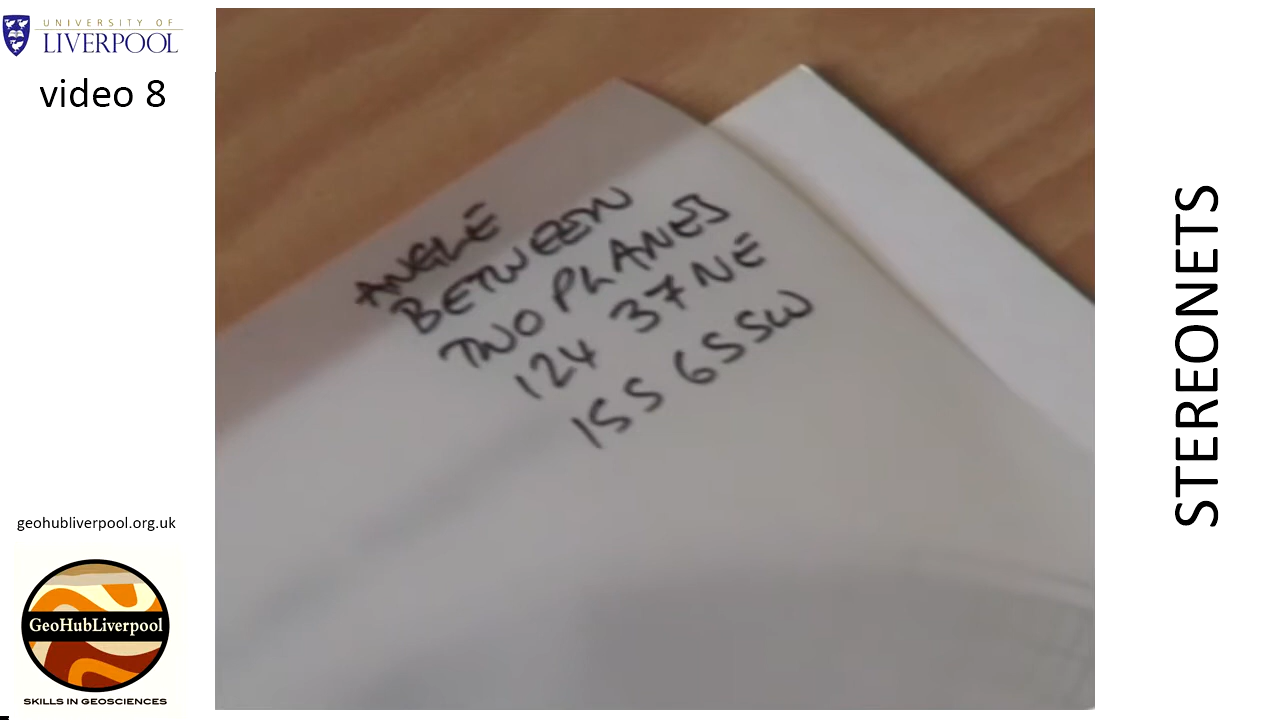 UNIVERSITY OF
LIVERPOOL
video 8
ANGLE
BETWEEN
TWO PLANES
124 37NE
155 65SW
STEREONETS
geohubliverpool.org.uk
GeoHubLiverpool
SKILLS IN GEOSCIENCES